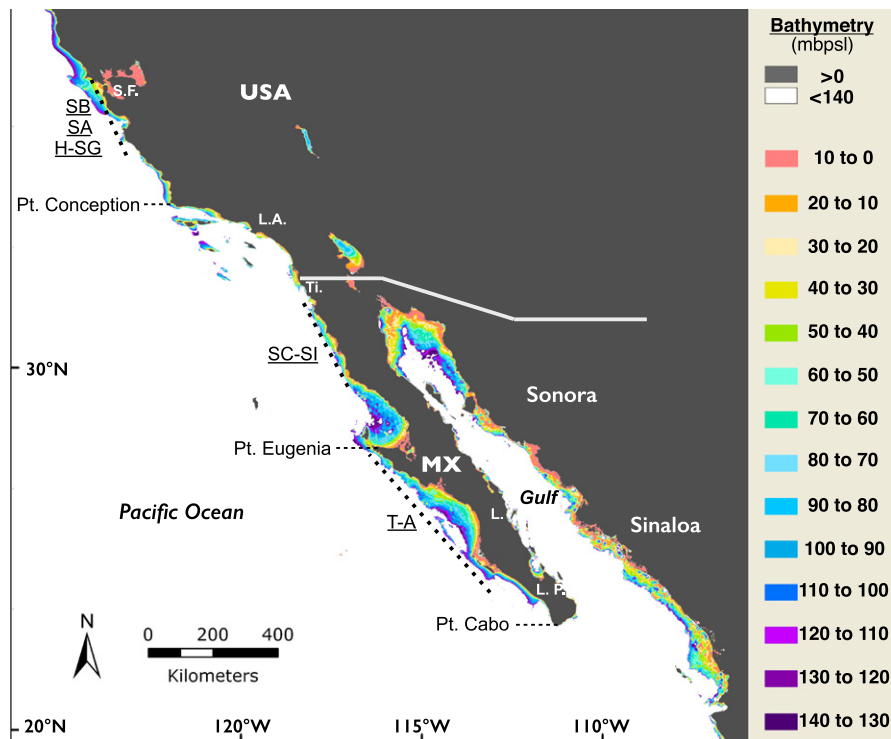 S.F.
USA
SB
SA
H-SG
Pt. Conception
L.A.
Ti.
SC-SI
30°N
Sonora
Pt. Eugenia
MX
Gulf
L.
Pacific Ocean
T-A
Sinaloa
L. P.
Pt. Cabo
N
0 200 400
Kilometers
20°N
120°W
115°W
110°W
Bathymetry
(mbpsl)
>0
<140
10 to 0
20 to 10
30 to 20
40 to 30
50 to 40
60 to 50
70 to 60
80 to 70
90 to 80
100 to 90
110 to 100
120 to 110
130 to 120
140 to 130